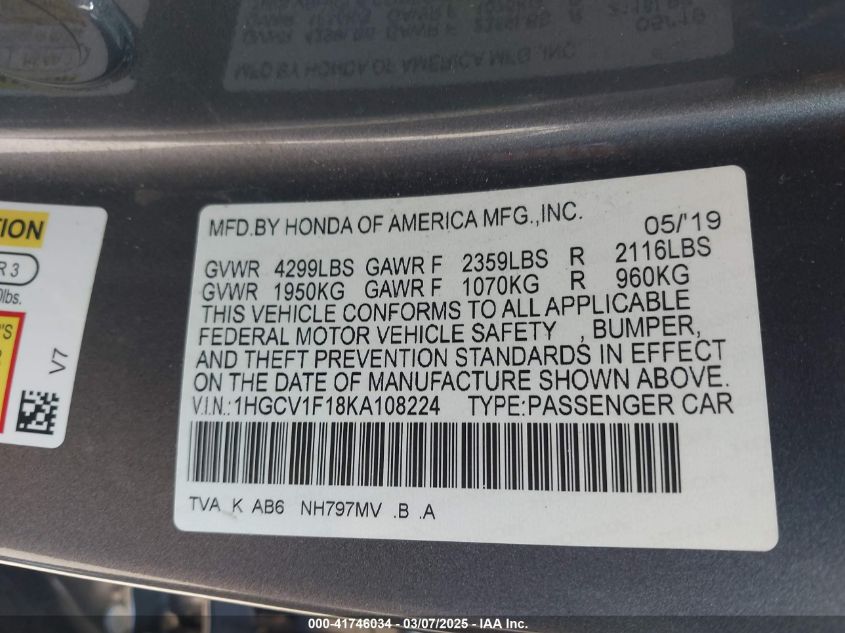 MFD.BY HONDA OF AMERICA MFG.,INC. 05/'19
GVWR 4299LBS GAWR F 2359LBS R 2116LBS
GVWR 1950KG GAWR F 1070KG R 960KG
THIS VEHICLE CONFORMS TO ALL APPLICABLE
FEDERAL MOTOR VEHICLE SAFETY , BUMPER,
AND THEFT PREVENTION STANDARDS IN EFFECT
ON THE DATE OF MANUFACTURE SHOWN ABOVE.
V.I.N.:1HGCV1F18KA108224 TYPE:PASSENGER CAR
TVA K AB6 NH797MV .B .A
R 3
lbs.
V7
000-41746034 - 03/07/2025 - IAA Inc.